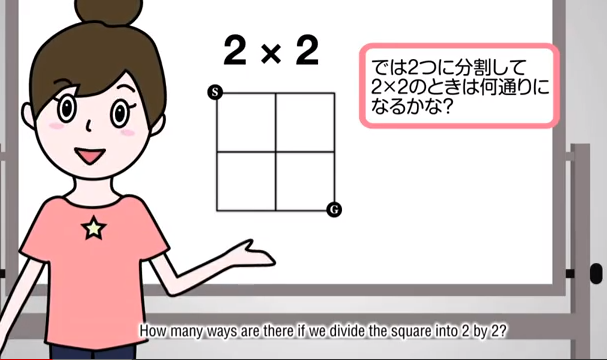 2 × 2
では2つに分割して
2×2のときは何通りに
なるかな?
S
G
How many ways are there if we divide the square into 2 by 2?